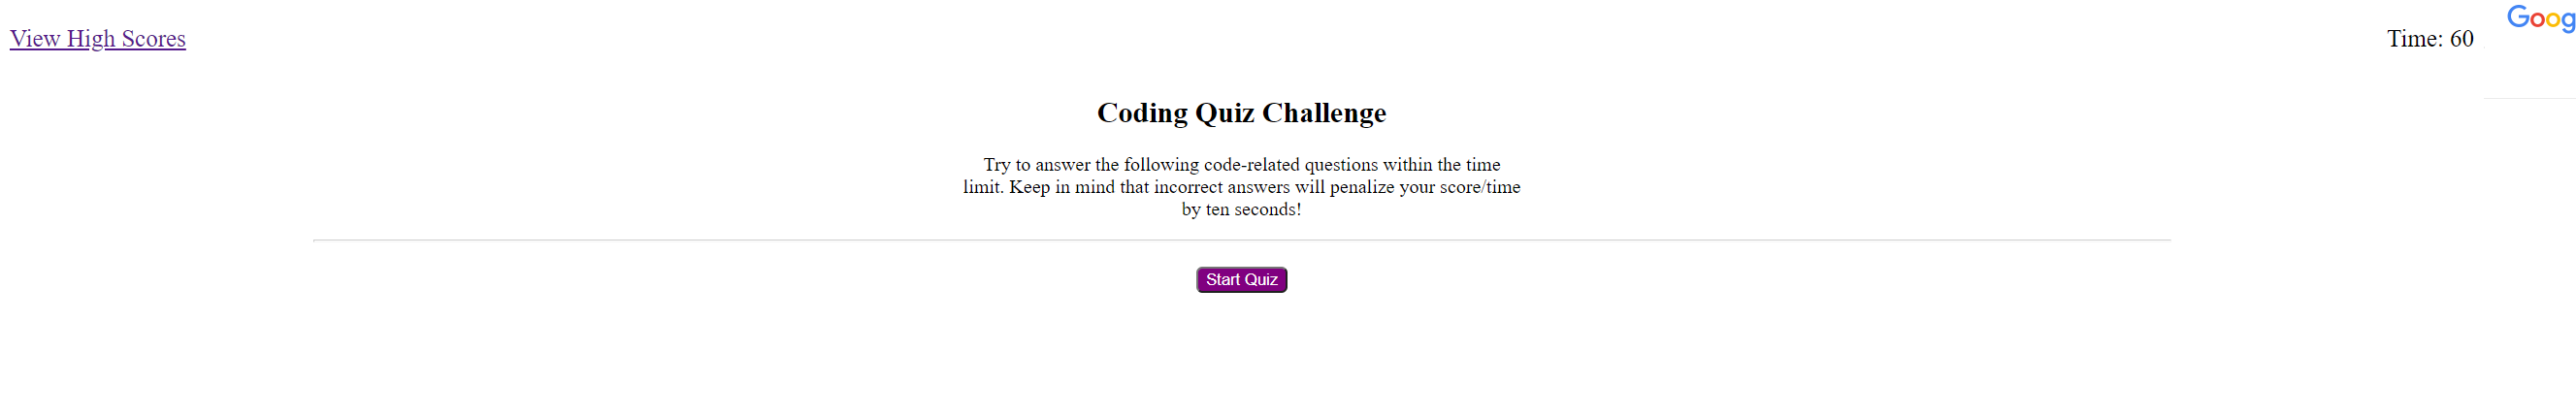 View High Scores
Time: 60
Goog
Coding Quiz Challenge
Try to answer the following code-related questions within the time
limit. Keep in mind that incorrect answers will penalize your score/time
by ten seconds!
Start Quiz